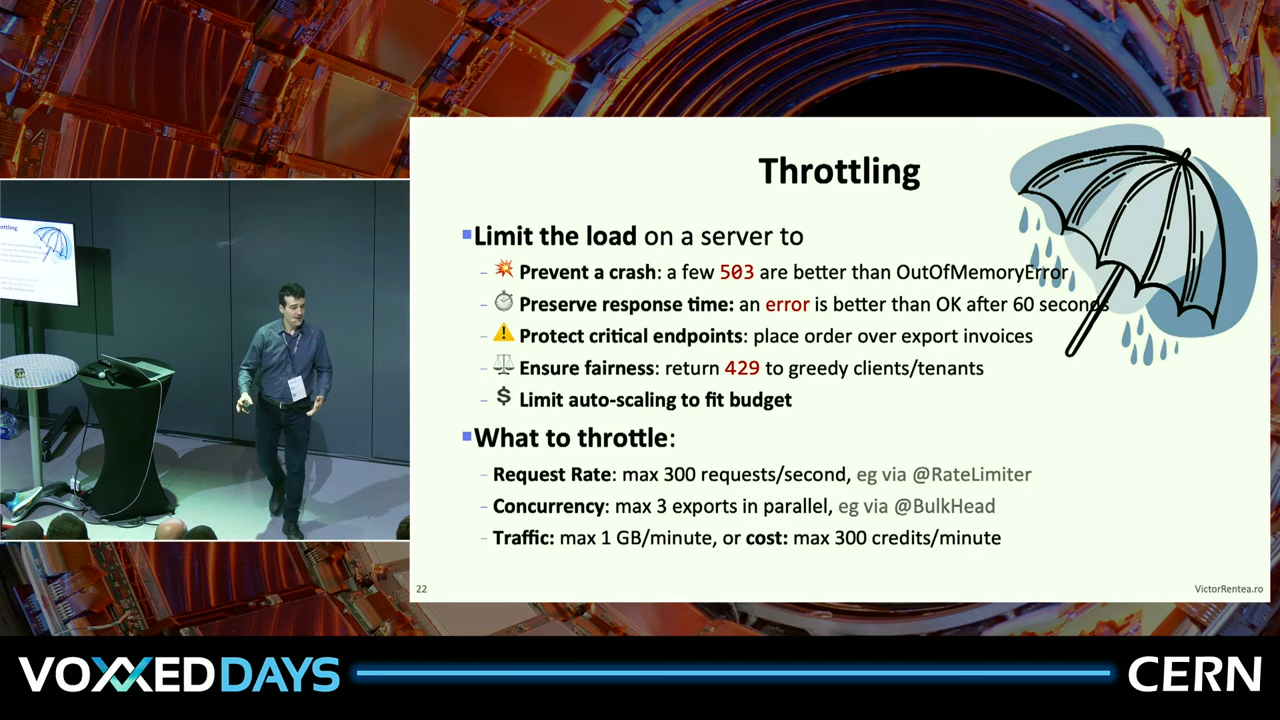 Throttling
▪Limit the load on a server to
– 💥 Prevent a crash: a few 503 are better than OutOfMemoryError
– ⏱ Preserve response time: an error is better than OK after 60 seconds
– ⚠ Protect critical endpoints: place order over export invoices
– ⚖ Ensure fairness: return 429 to greedy clients/tenants
– $ Limit auto-scaling to fit budget
▪What to throttle:
– Request Rate: max 300 requests/second, eg via @RateLimiter
– Concurrency: max 3 exports in parallel, eg via @BulkHead
– Traffic: max 1 GB/minute, or cost: max 300 credits/minute
22
VictorRentea.ro
VOXXED DAYS
CERN